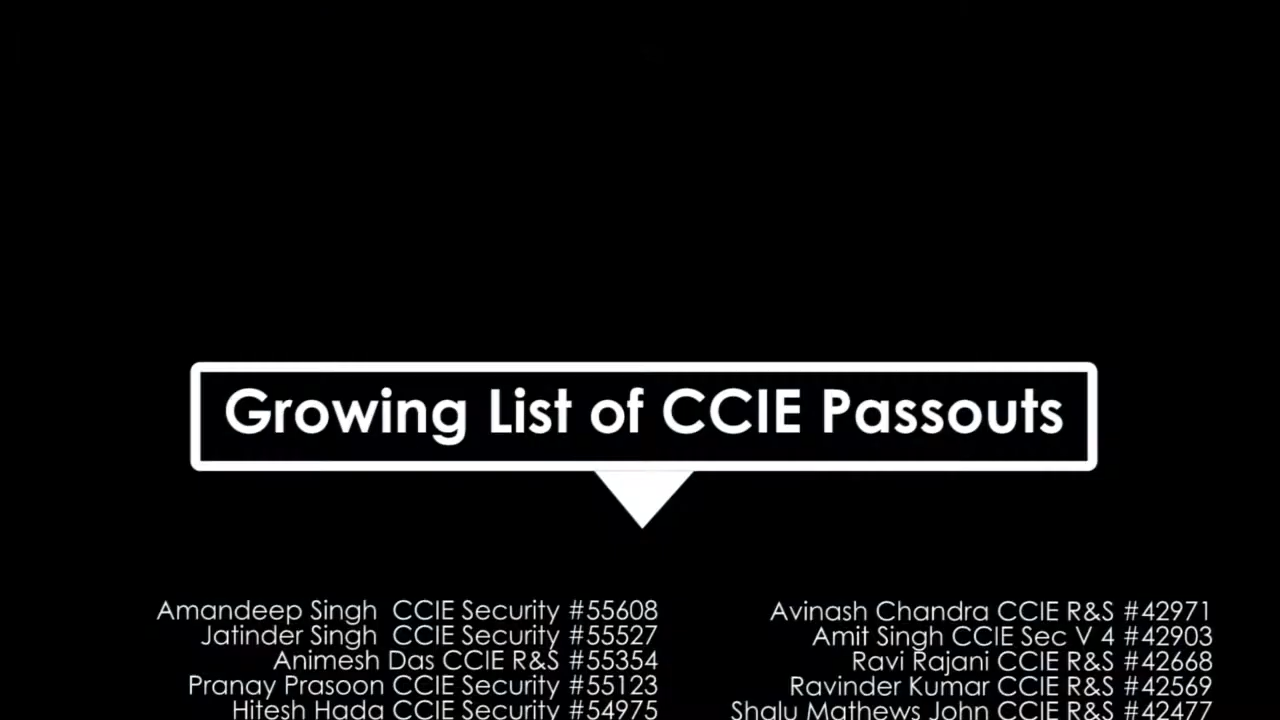 Growing List of CCIE Passouts
Amandeep Singh  CCIE Security #55608
Jatinder Singh  CCIE Security #55527
Animesh Das CCIE R&S #55354
Pranay Prasoon CCIE Security #55123
Hitesh Hada CCIE Security #54975
Avinash Chandra CCIE R&S #42971
Amit Singh CCIE Sec V 4 #42903
Ravi Rajani CCIE R&S #42668
Ravinder Kumar CCIE R&S #42569
Shalu Mathews John CCIE R&S #42477